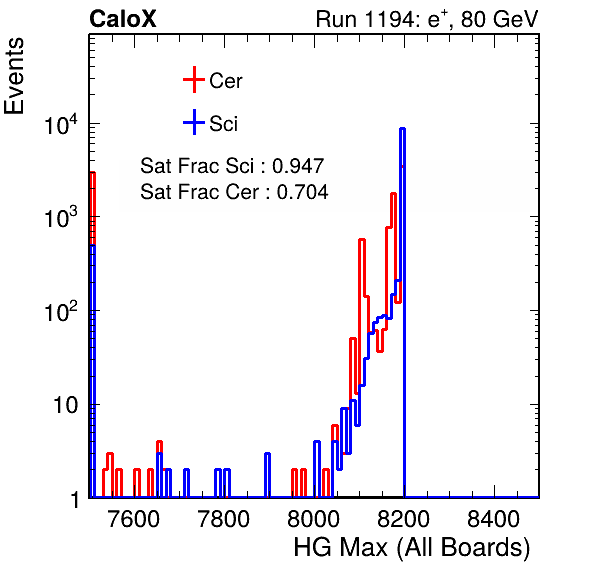 CaloX Run 1194: e⁺, 80 GeV
Events
Cer
Sci
Sat Frac Sci : 0.947
Sat Frac Cer : 0.704
10⁴
10³
10²
10
1
7600 7800 8000 8200 8400
HG Max (All Boards)